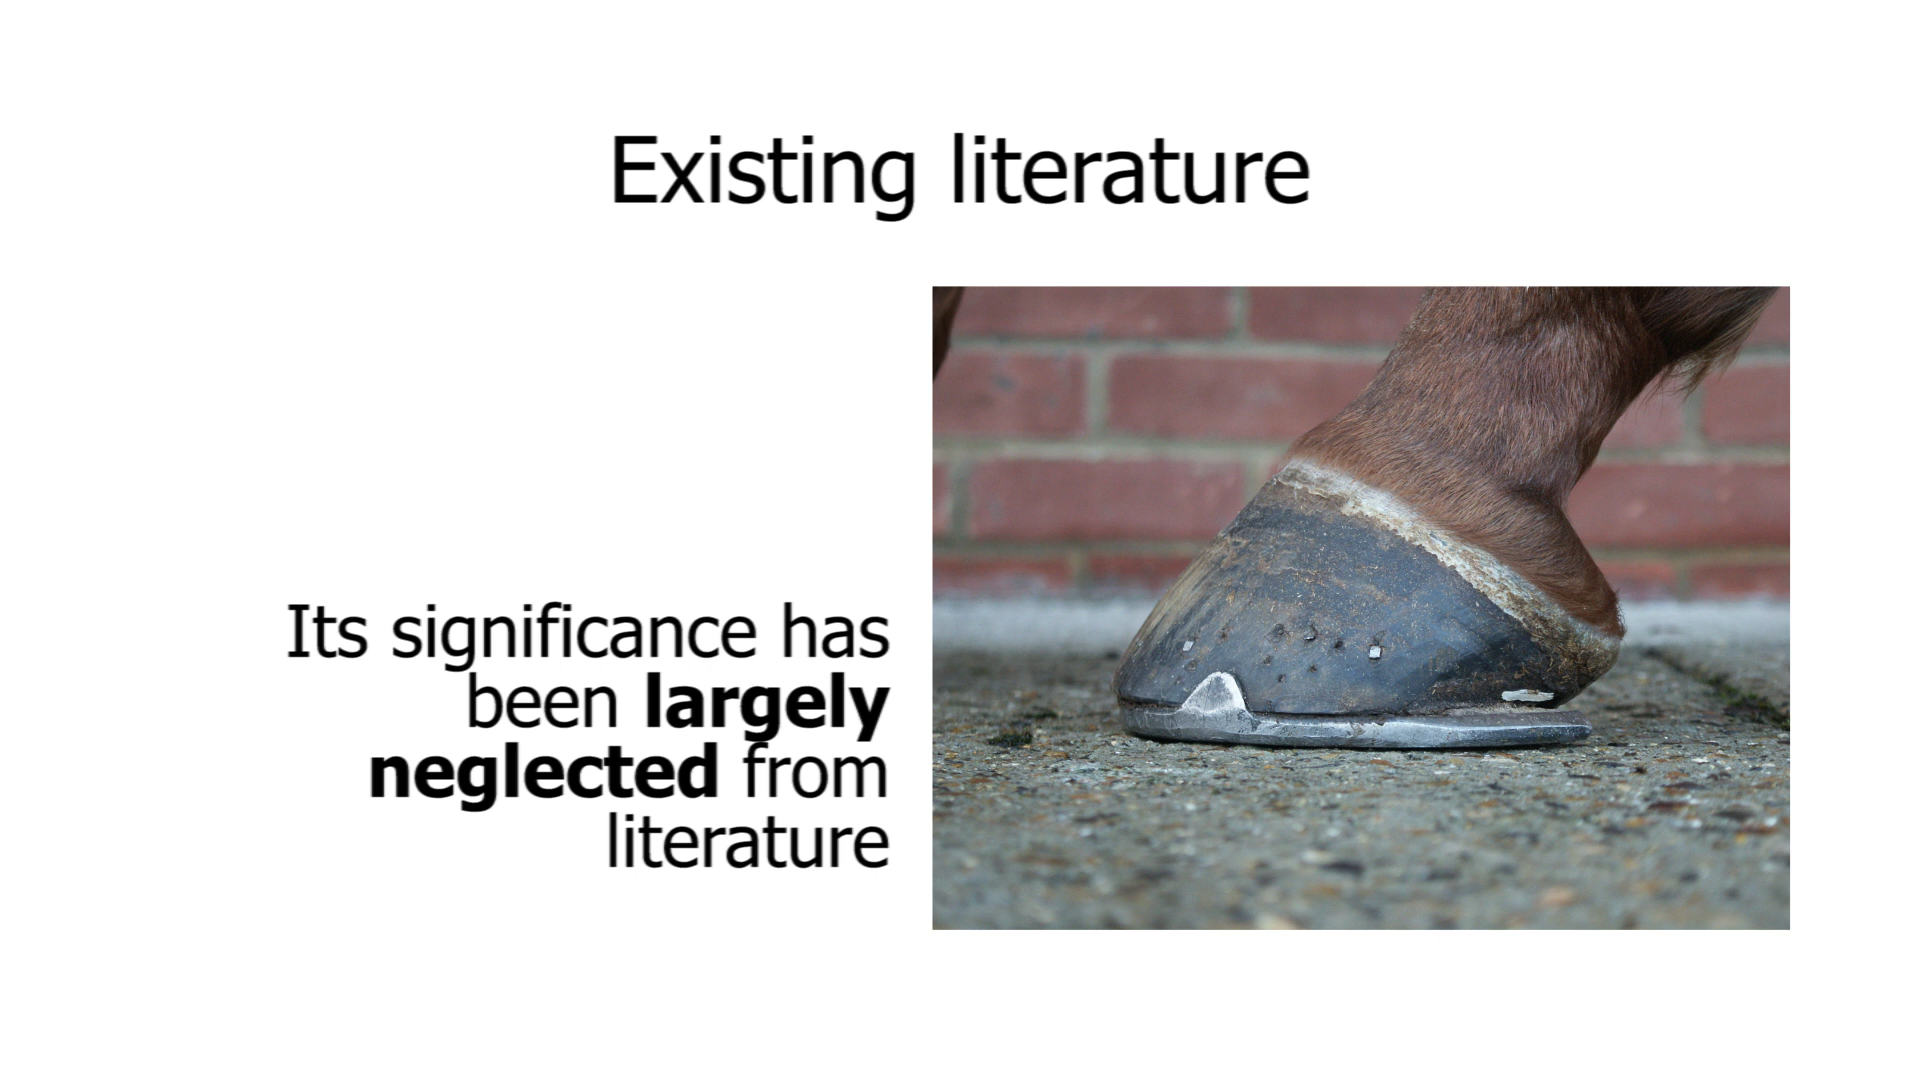 Existing literature
Its significance has
been largely
neglected from
literature